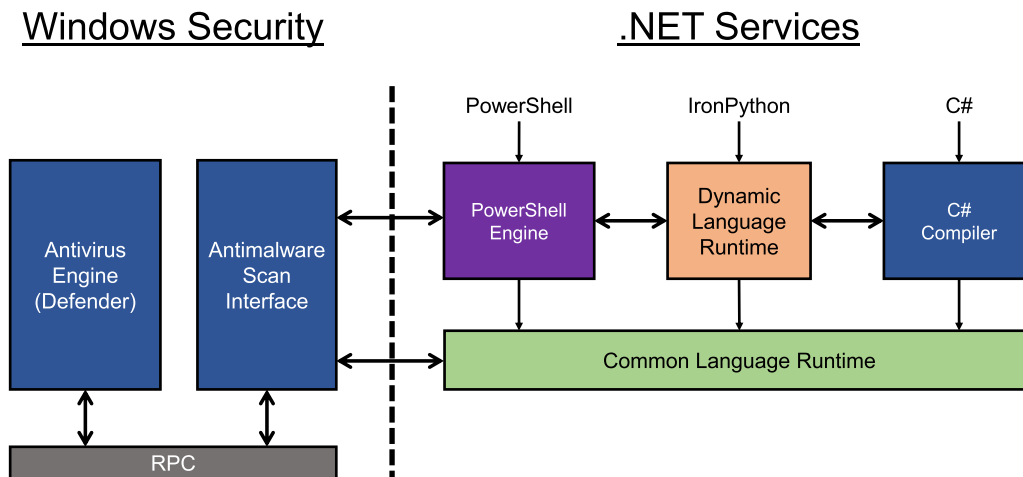 Windows Security
.NET Services
PowerShell
IronPython
C#
Antivirus
Engine
(Defender)
Antimalware
Scan
Interface
PowerShell
Engine
Dynamic
Language
Runtime
C#
Compiler
Common Language Runtime
RPC